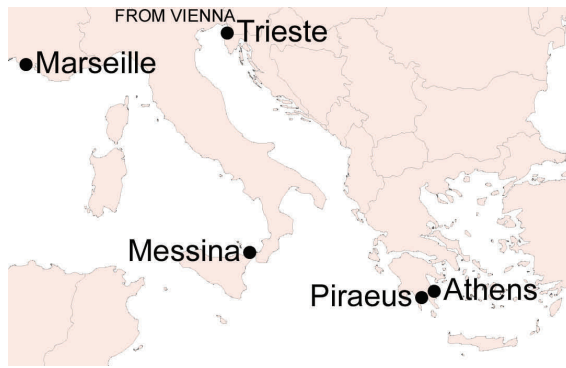 FROM VIENNA
Trieste
Marseille
Messina
Piraeus
Athens